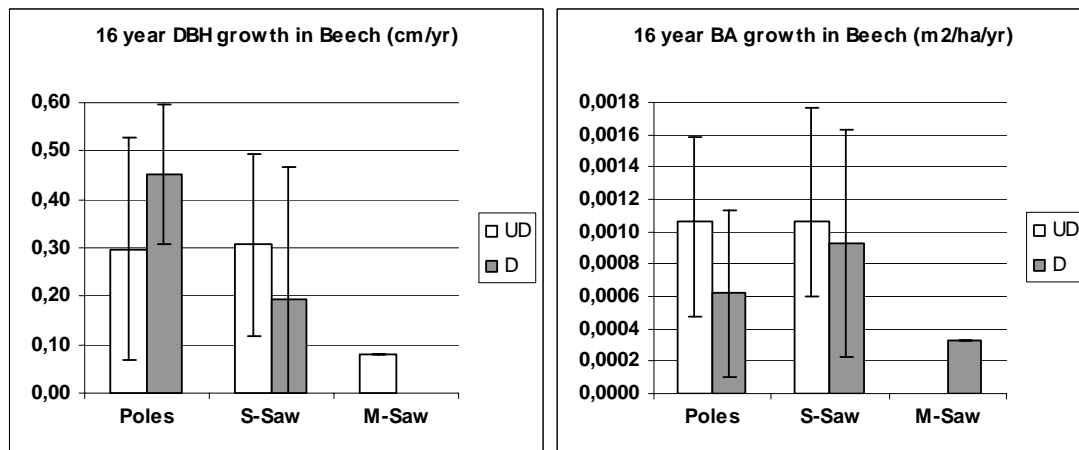 16 year DBH growth in Beech (cm/yr)
0,60
0,50
0,40
0,30
0,20
0,10
0,00
Poles S-Saw M-Saw
UD
D
16 year BA growth in Beech (m2/ha/yr)
0,0018
0,0016
0,0014
0,0012
0,0010
0,0008
0,0006
0,0004
0,0002
0,0000
Poles S-Saw M-Saw
UD
D